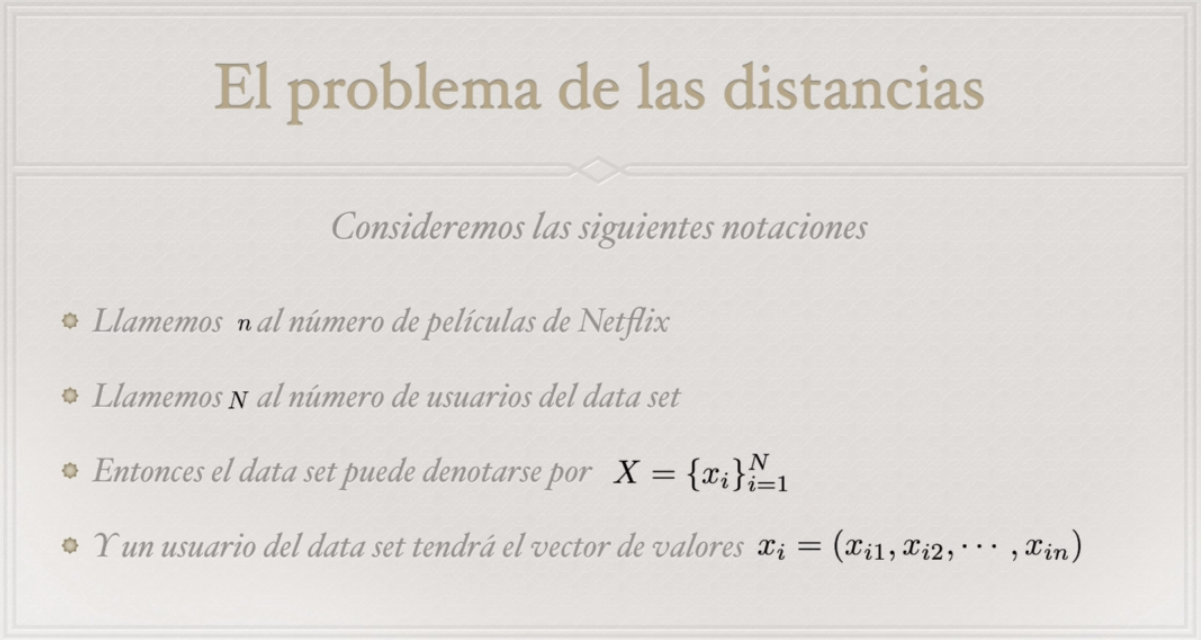 El problema de las distancias
Consideremos las siguientes notaciones
Llamemos n al número de películas de Netflix
Llamemos N al número de usuarios del data set
Entonces el data set puede denotarse por X = {x_i}_{i=1}^N
Y un usuario del data set tendrá el vector de valores x_i = (x_{i1}, x_{i2}, ⋯ , x_{in})